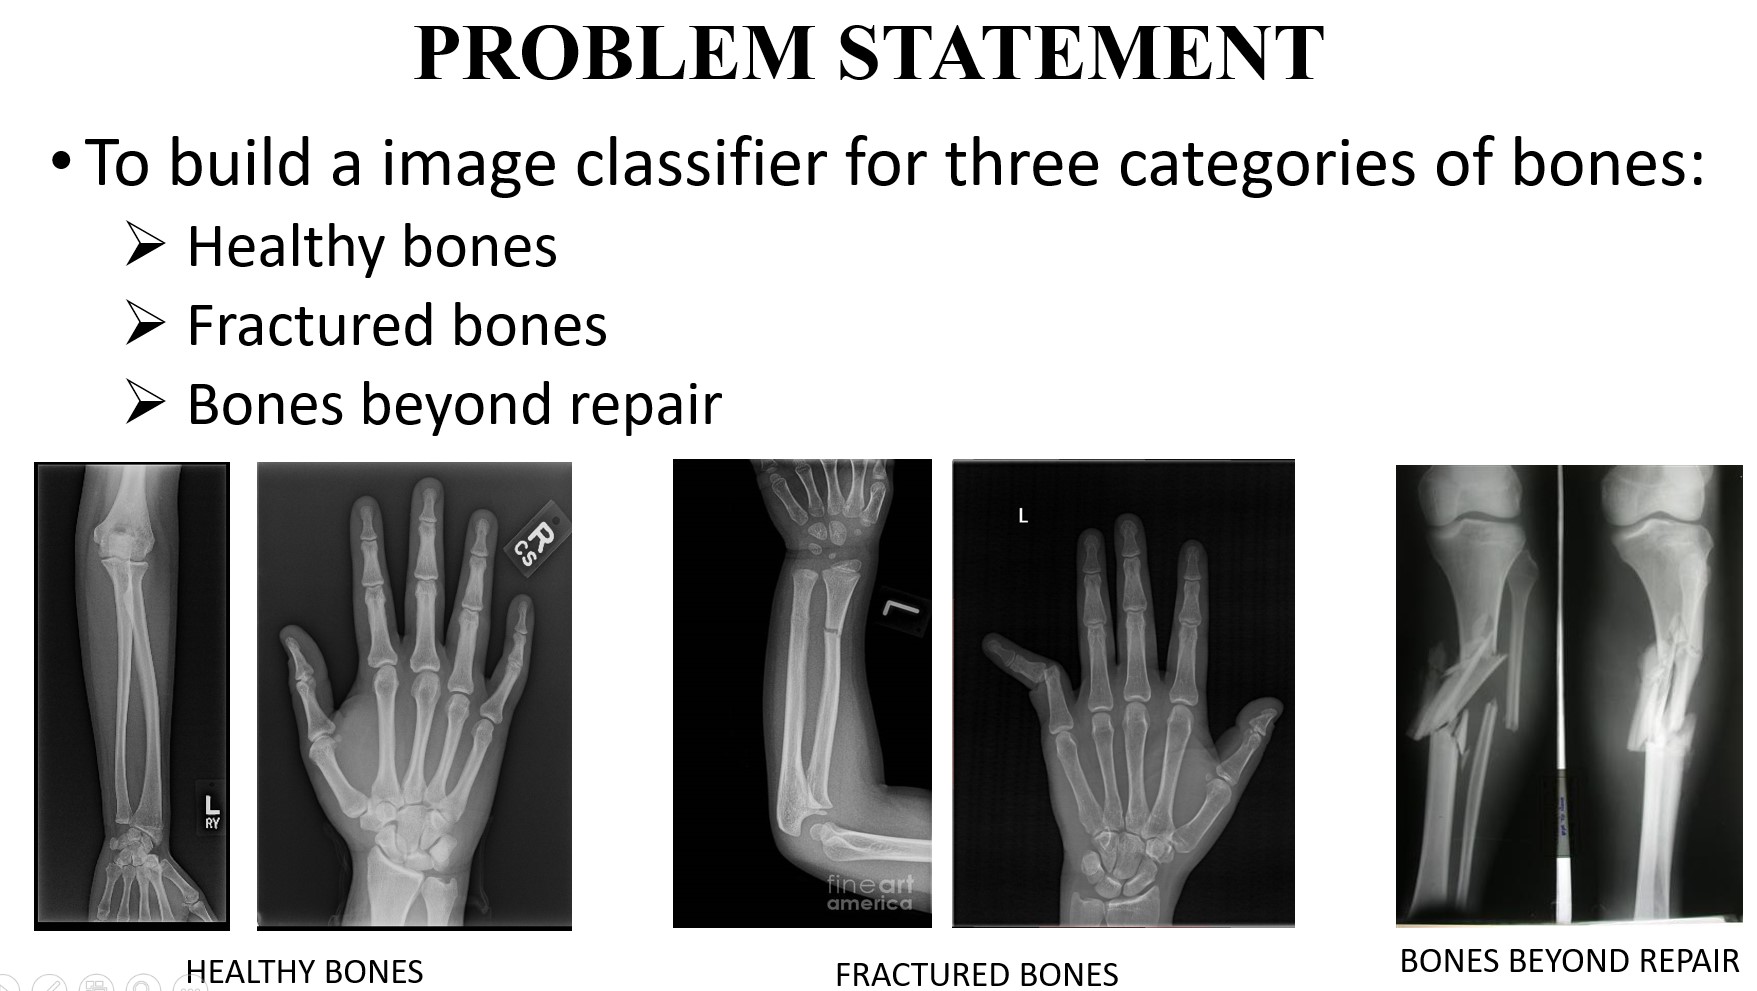 PROBLEM STATEMENT
• To build a image classifier for three categories of bones:
➢ Healthy bones
➢ Fractured bones
➢ Bones beyond repair
R
CS
L
RY
L
fineart
america
L
HEALTHY BONES
FRACTURED BONES
BONES BEYOND REPAIR